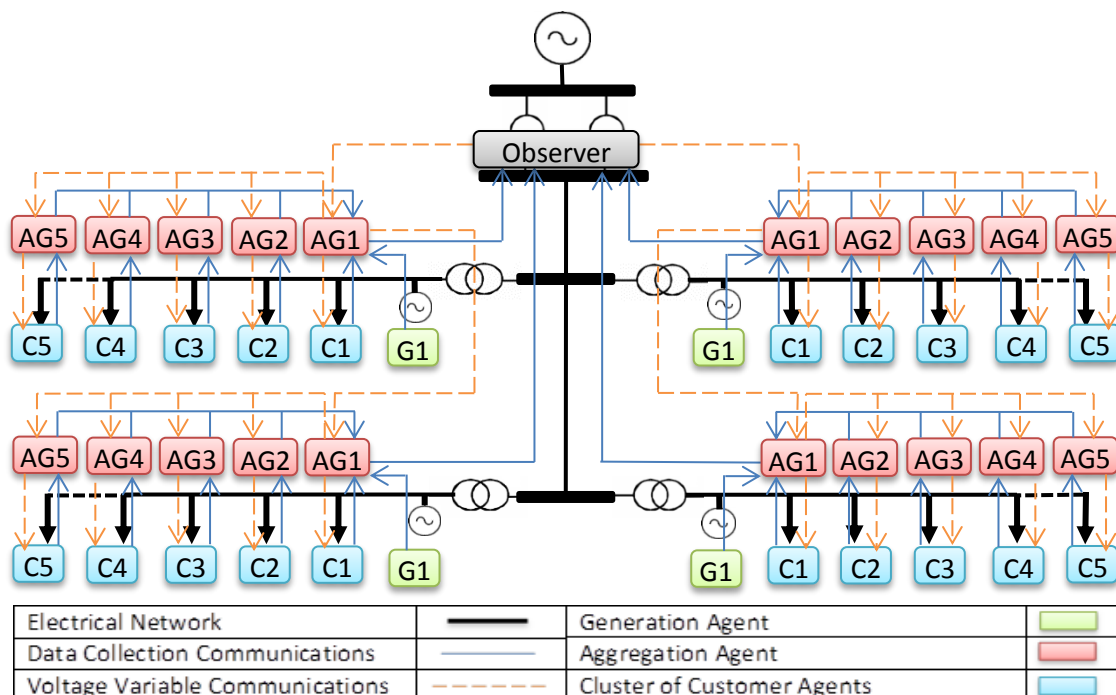 Observer
AG5 AG4 AG3 AG2 AG1
AG1 AG2 AG3 AG4 AG5
C5 C4 C3 C2 C1 G1
G1 C1 C2 C3 C4 C5
AG5 AG4 AG3 AG2 AG1
AG1 AG2 AG3 AG4 AG5
C5 C4 C3 C2 C1 G1
G1 C1 C2 C3 C4 C5
Electrical Network Generation Agent
Data Collection Communications Aggregation Agent
Voltage Variable Communications Cluster of Customer Agents